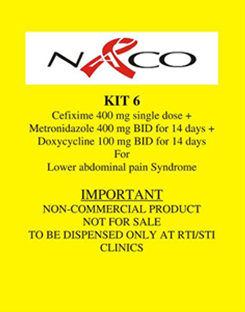 NACO
KIT 6
Cefixime 400 mg single dose +
Metronidazole 400 mg BID for 14 days +
Doxycycline 100 mg BID for 14 days
For
Lower abdominal pain Syndrome
IMPORTANT
NON-COMMERCIAL PRODUCT
NOT FOR SALE
TO BE DISPENSED ONLY AT RTI/STI
CLINICS